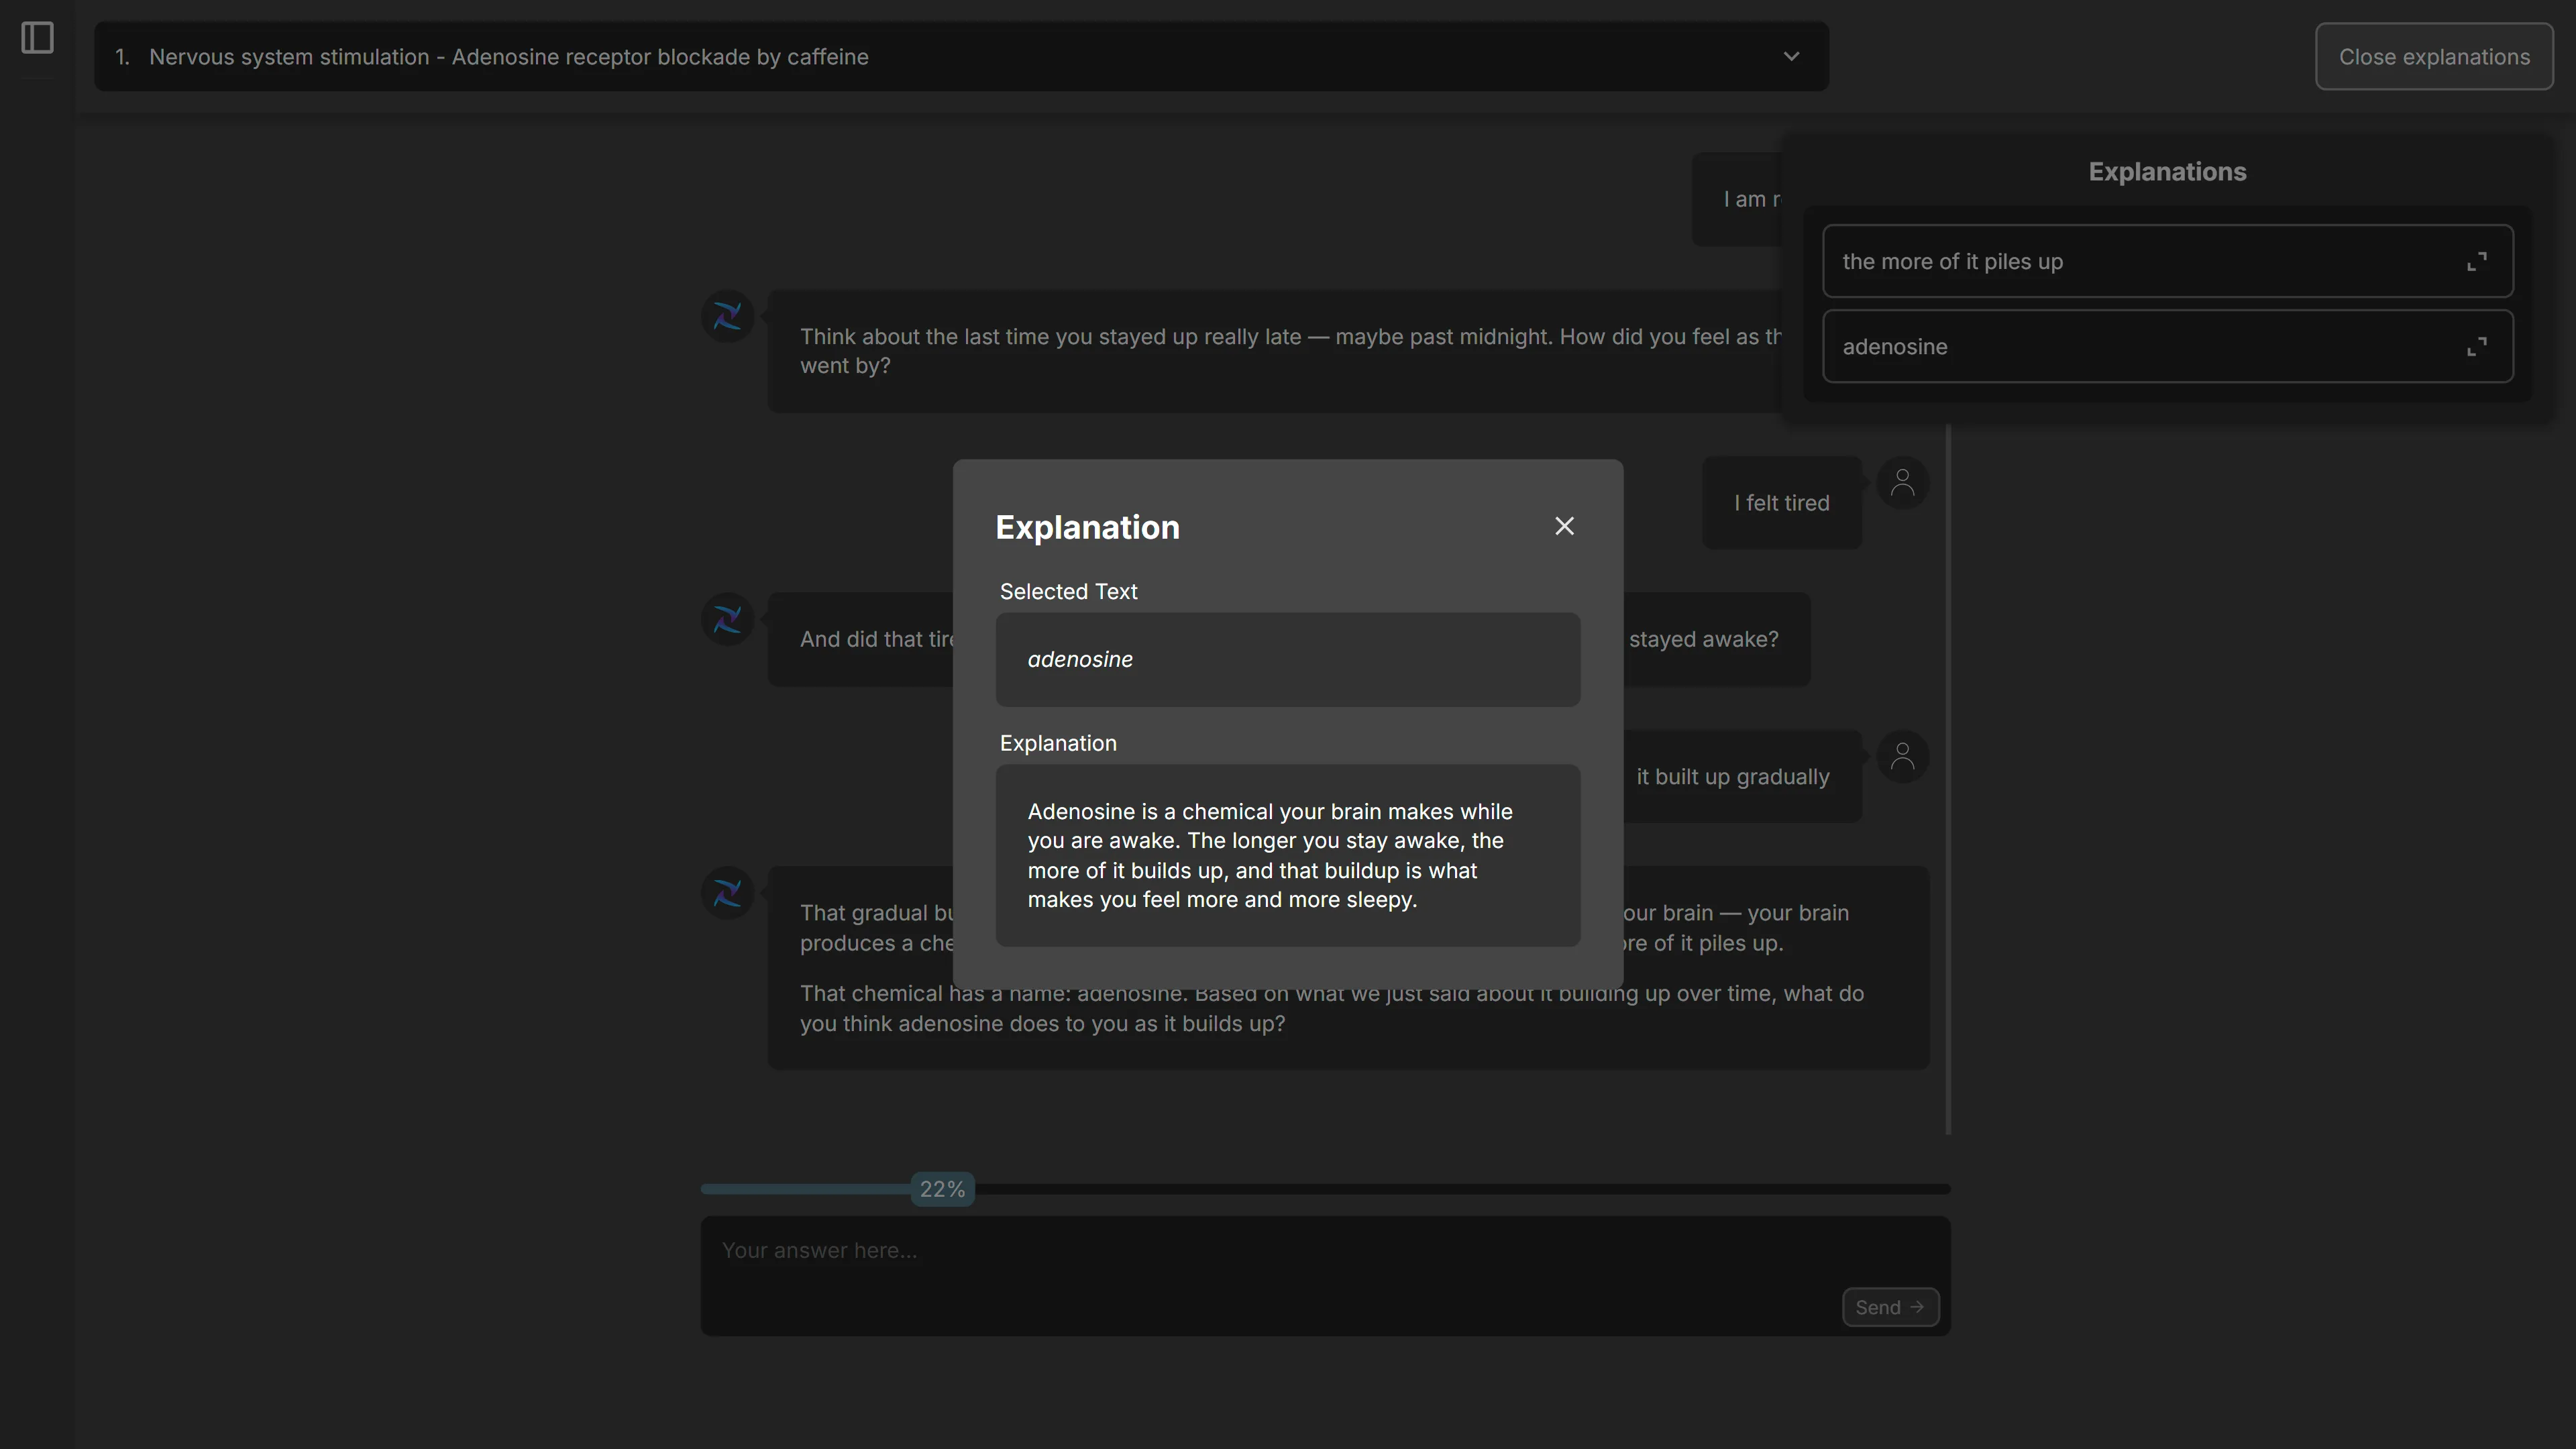 1. Nervous system stimulation - Adenosine receptor blockade by caffeine
Close explanations
Explanations
the more of it piles up
adenosine
I am
Think about the last time you stayed up really late — maybe past midnight. How did you feel as
went by?
I felt tired
And did that
stayed awake?
it built up gradually
That gradual
our brain — your brain
produces a
of it piles up.
That chemical has a name: adenosine. Based on what we just said about it building up over time, what do
you think adenosine does to you as it builds up?
Explanation
Selected Text
adenosine
Explanation
Adenosine is a chemical your brain makes while
you are awake. The longer you stay awake, the
more of it builds up, and that buildup is what
makes you feel more and more sleepy.
22%
Your answer here...
Send →